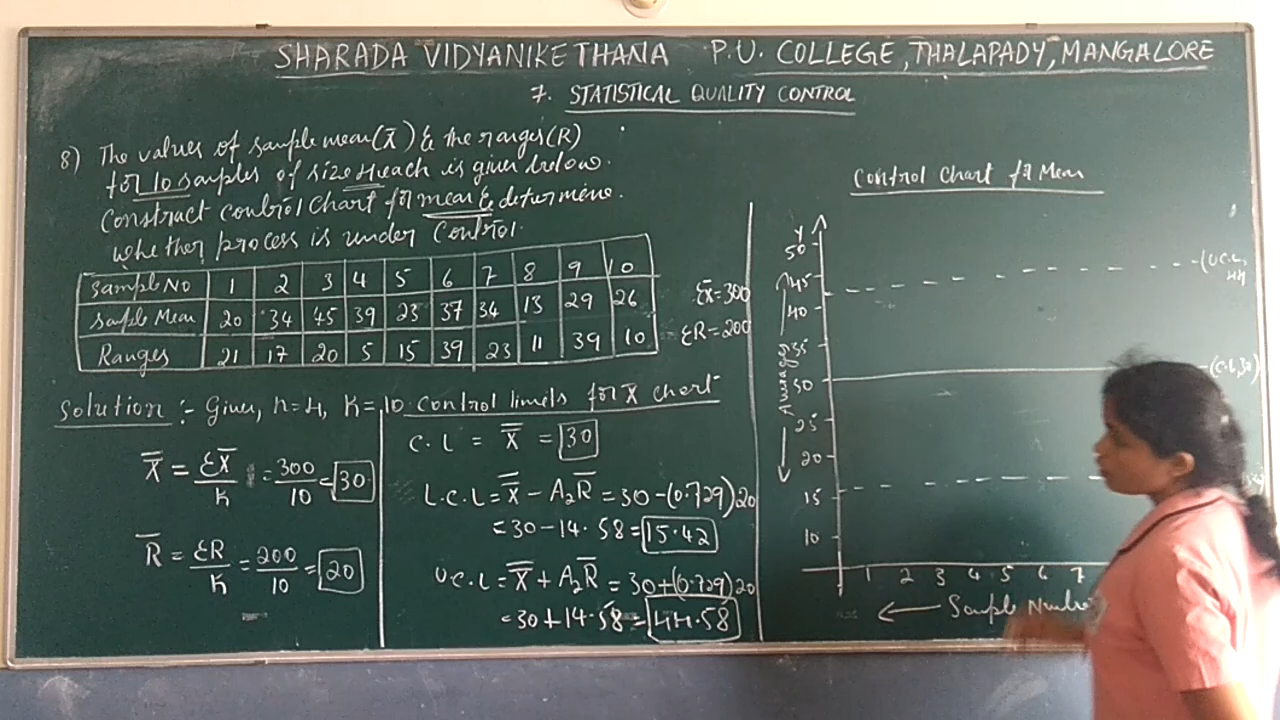 SHARADA VIDYANIKETHANA P.U. COLLEGE, THALAPADY, MANGALORE
7. STATISTICAL QUALITY CONTROL
8) The values of sample mean (X̄) & the ranges (R)
for 10 samples of size 4 each is given below.
Construct Control Chart for mean & determine
whether process is under Control.
Sample No 1 2 3 4 5 6 7 8 9 10
Saple Mean 20 34 45 39 23 37 34 13 29 26
Ranges 21 17 20 5 15 39 23 11 39 10
ΣX̄=300
ΣR=200
Solution :- Given, n=4, K=10
X̿ = ΣX̄/k = 300/10 = 30
R̄ = ΣR/k = 200/10 = 20
Control limits for X̄ chart
C.L = X̿ = 30
L.C.L = X̿ - A₂R̄ = 30-(0.729)20
= 30-14.58 = 15.42
U.C.L = X̿ + A₂R̄ = 30+(0.729)20
= 30+14.58 = 44.58
Control Chart for Mean
Y
50
45
40
35
30
25
20
15
10
Average
(UCL,
44
(C.L,30)
1 2 3 4 5 6 7
← Sample